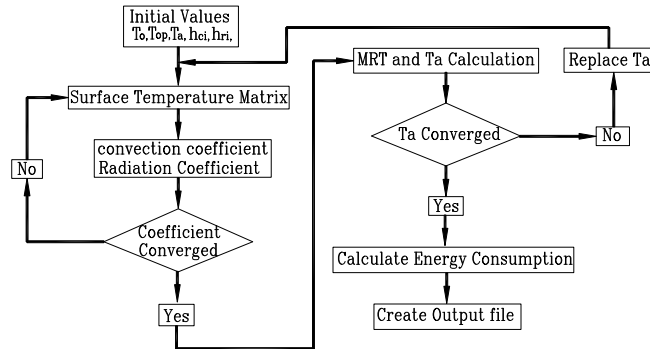 Initial Values
To,Top,Ta,hci,hri,
Surface Temperature Matrix
convection coefficient
Radiation Coefficient
No
Coefficient
Converged
Yes
MRT and Ta Calculation
Replace Ta
Ta Converged
No
Yes
Calculate Energy Consumption
Create Output file